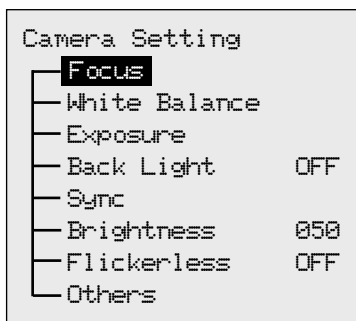 Camera Setting
Focus
White Balance
Exposure
Back Light OFF
Sync
Brightness 050
Flickerless OFF
Others